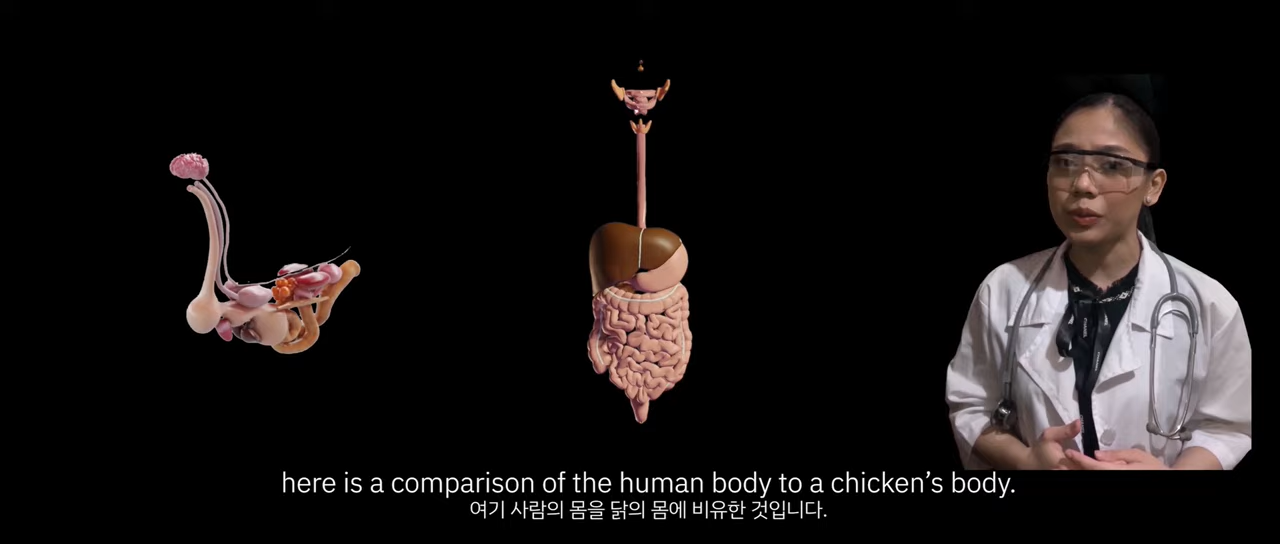 here is a comparison of the human body to a chicken's body.
여기 사람의 몸을 닭의 몸에 비유한 것입니다.